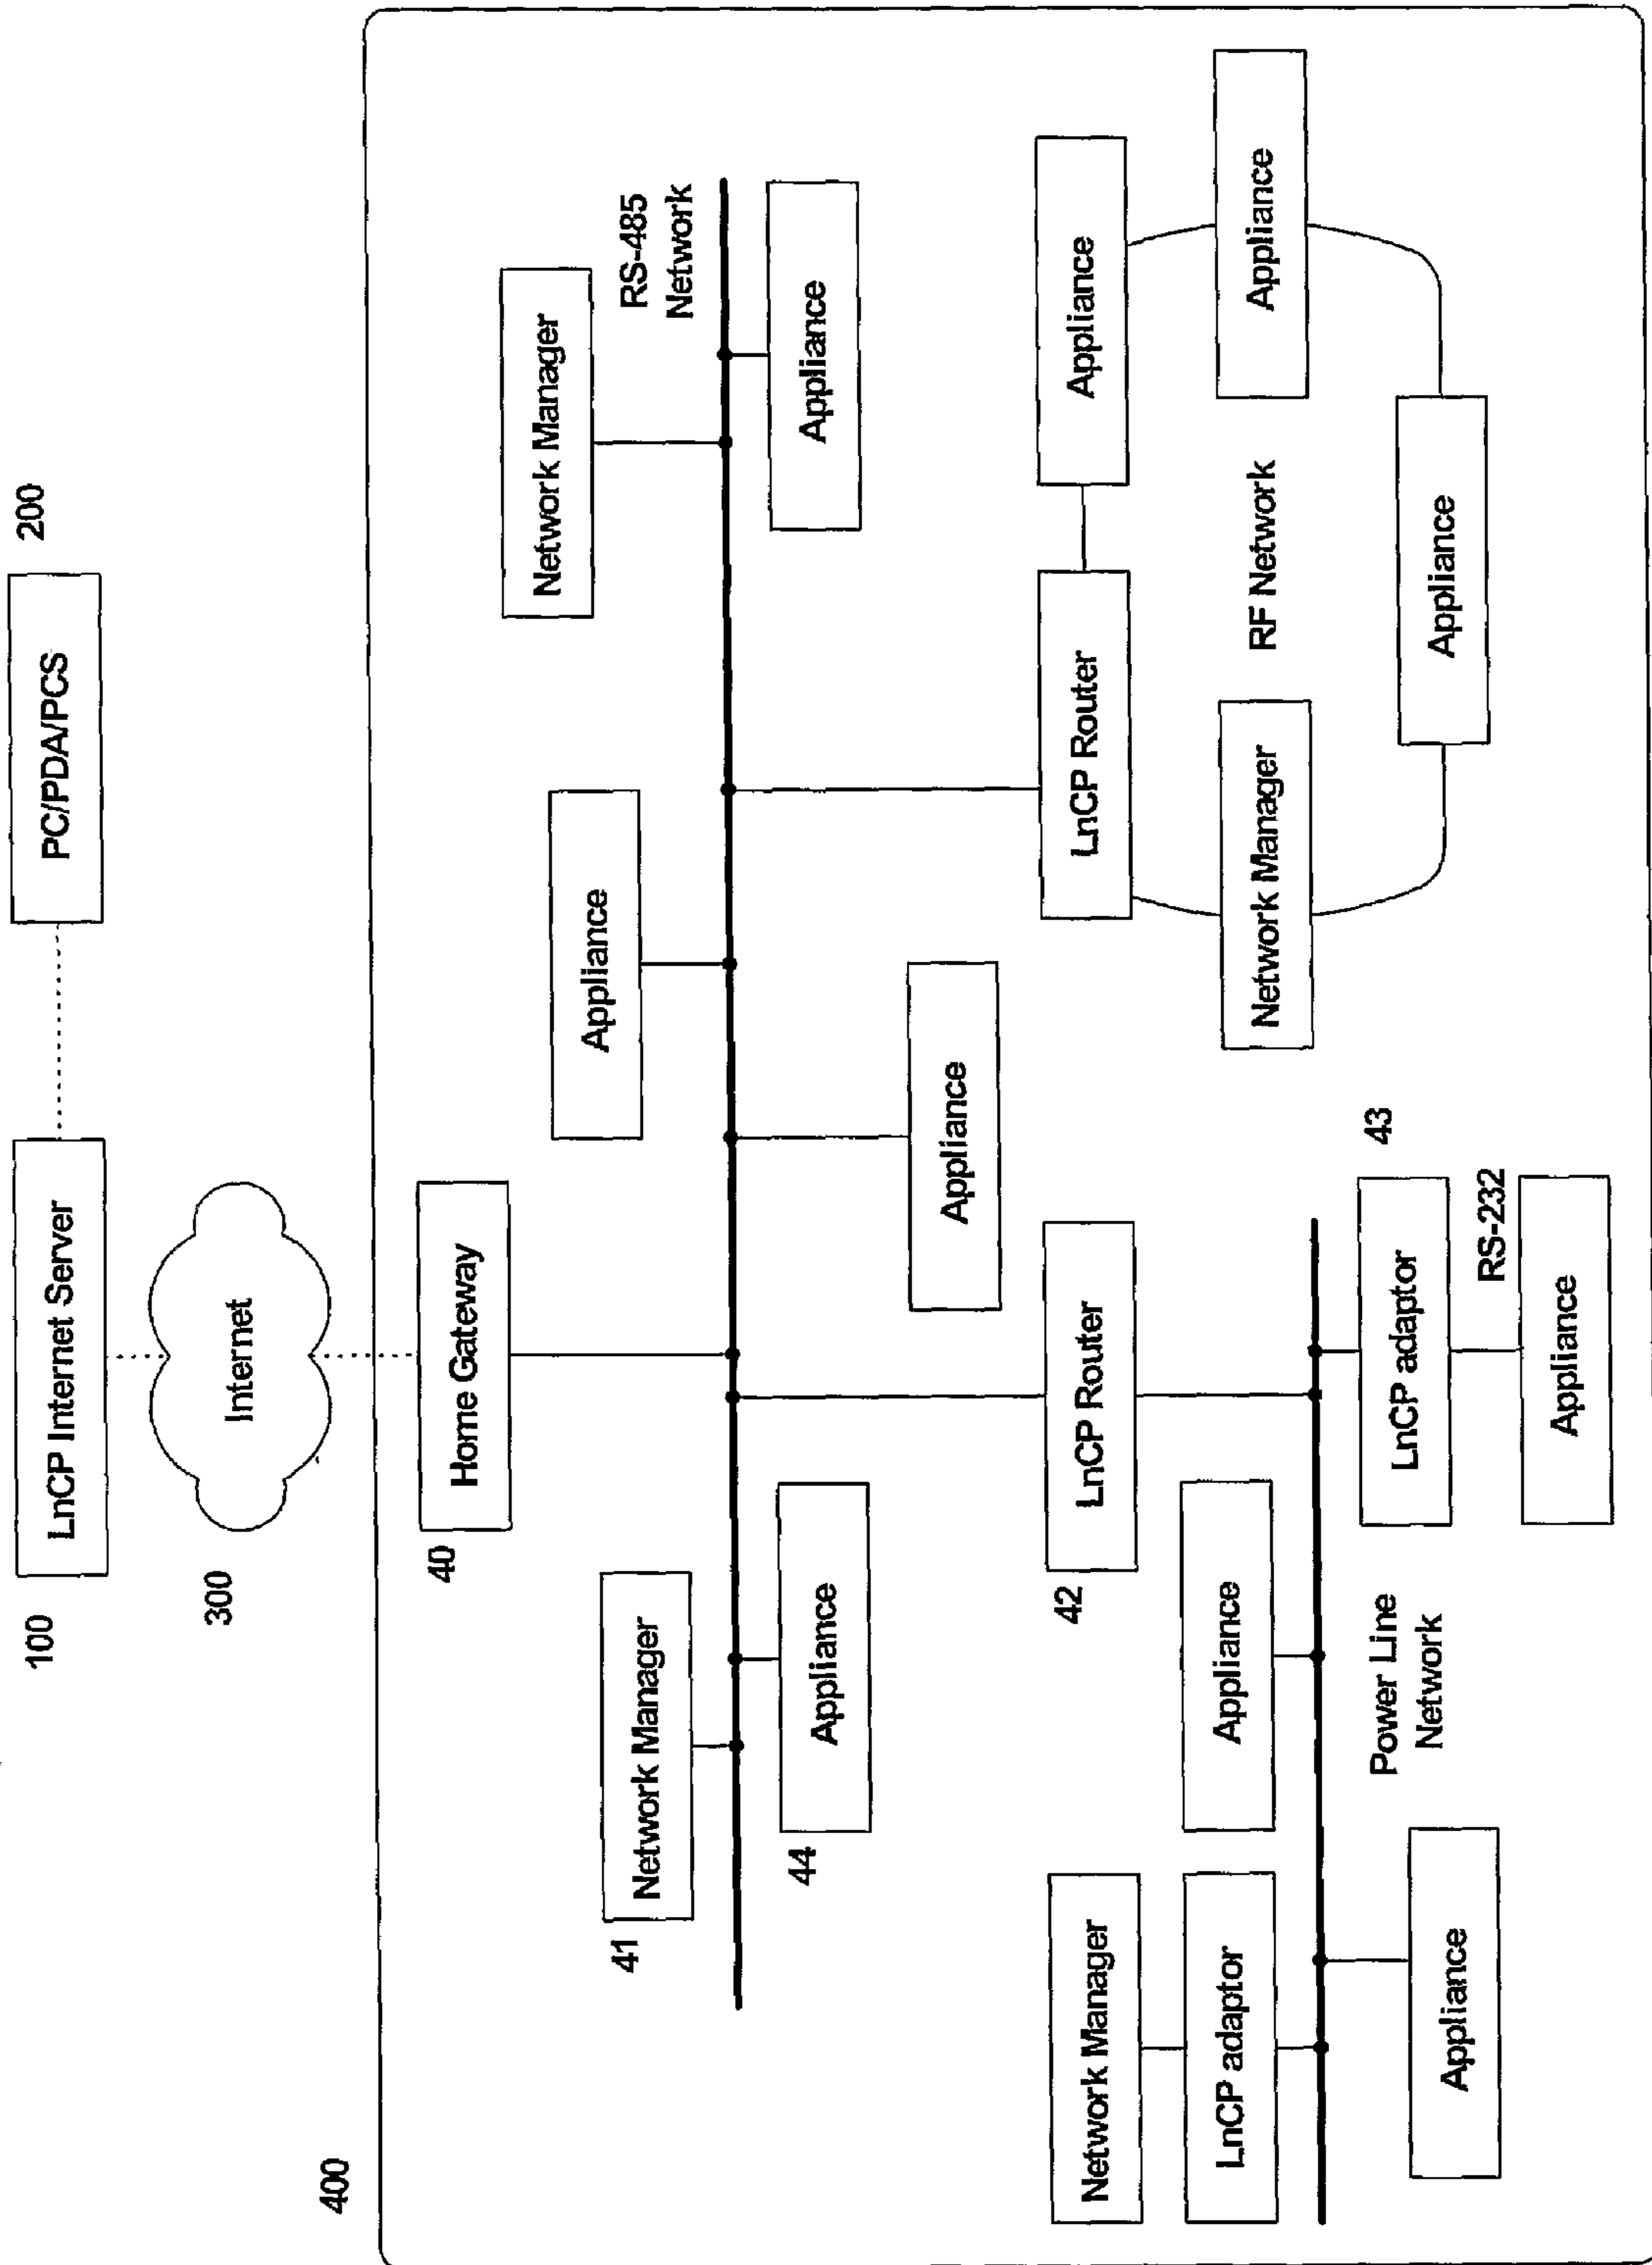 100
LnCP Internet Server
PC/PDA/PCS
200
300
Internet
400
40
Home Gateway
Network Manager
RS-485
Network
Appliance
41
Network Manager
44
Appliance
Appliance
Appliance
42
LnCP Router
LnCP Router
Appliance
Network Manager
LnCP adaptor
Appliance
Network Manager
RF Network
Appliance
Power Line
Network
LnCP adaptor
43
RS-232
Appliance
Appliance
Appliance